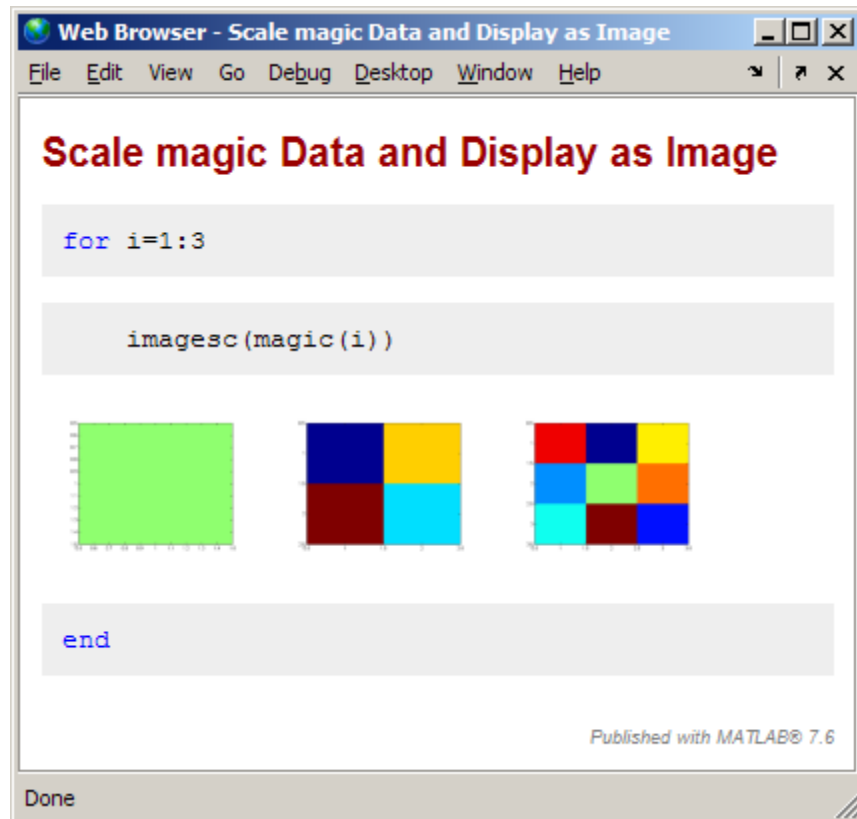 Web Browser - Scale magic Data and Display as Image
File Edit View Go Debug Desktop Window Help
Scale magic Data and Display as Image
for i=1:3
imagesc(magic(i))
end
Published with MATLAB® 7.6
Done